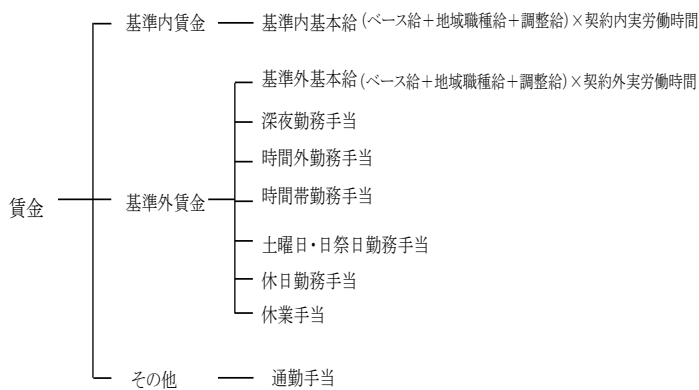 基準内賃金 基準内基本給(ベース給＋地域職種給＋調整給)×契約内実労働時間
基準外基本給(ベース給＋地域職種給＋調整給)×契約外実労働時間
深夜勤務手当
時間外勤務手当
時間帯勤務手当
賃金 基準外賃金
土曜日・日祭日勤務手当
休日勤務手当
休業手当
その他 通勤手当